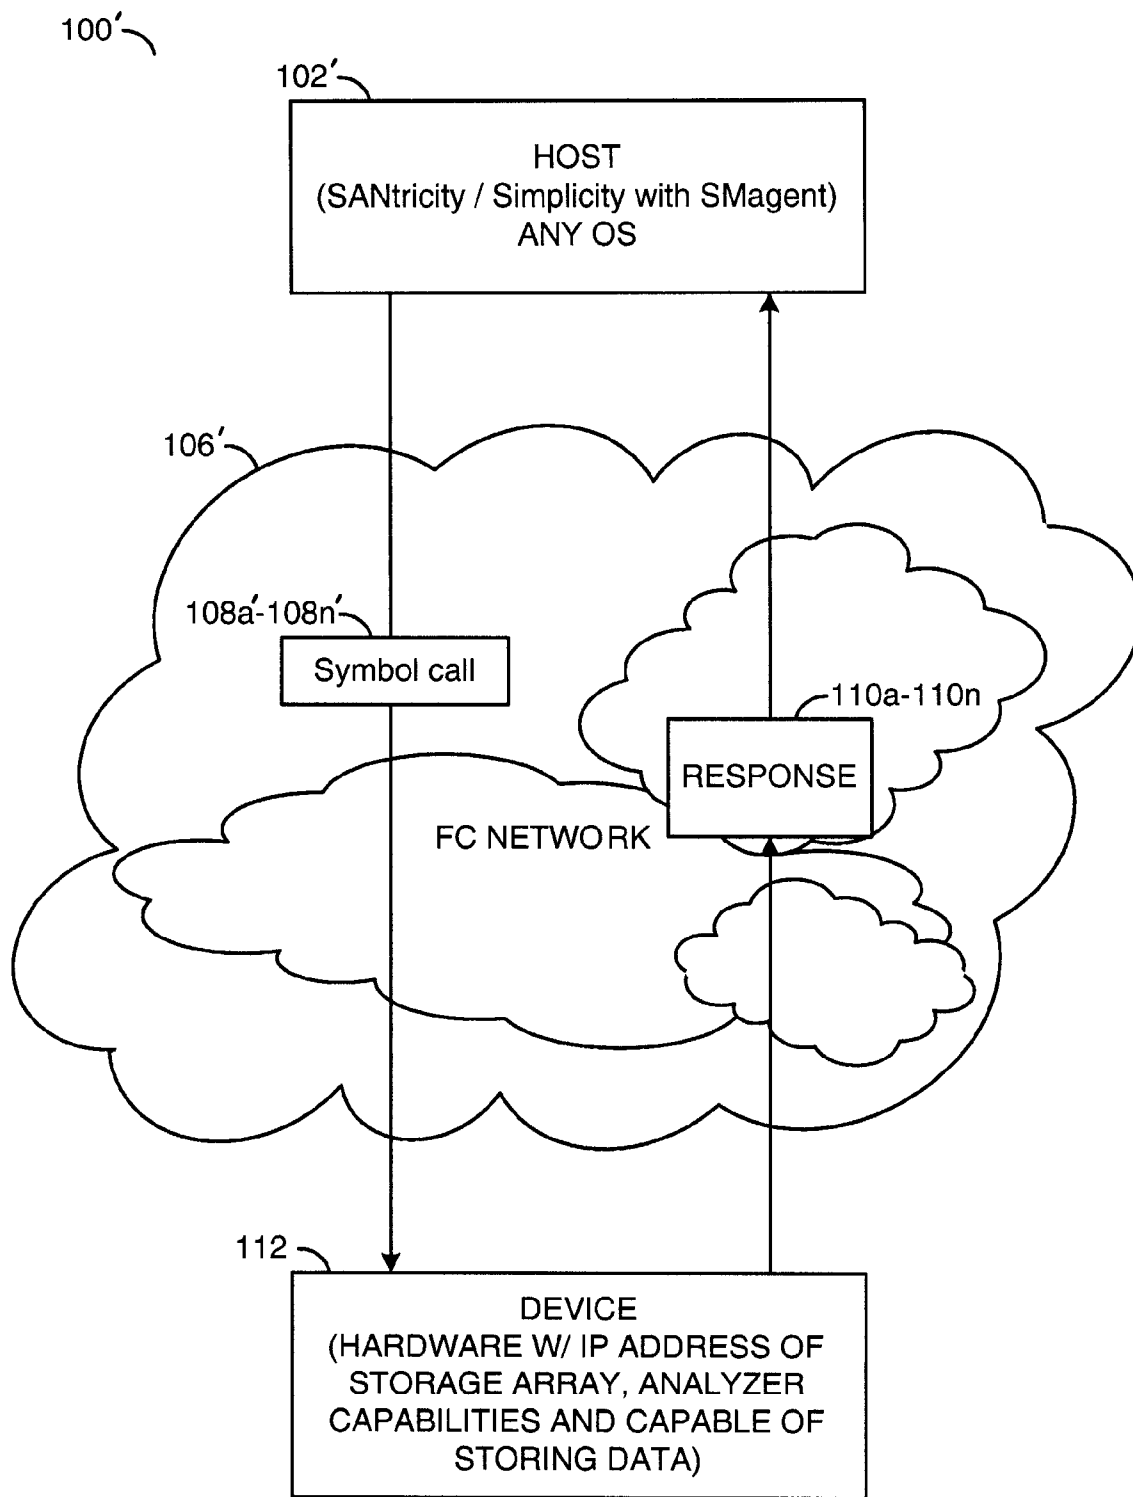 100′
102′
HOST
(SANtricity / Simplicity with SMagent)
ANY OS
106′
108a′-108n′
Symbol call
110a-110n
RESPONSE
FC NETWORK
112
DEVICE
(HARDWARE W/ IP ADDRESS OF
STORAGE ARRAY, ANALYZER
CAPABILITIES AND CAPABLE OF
STORING DATA)